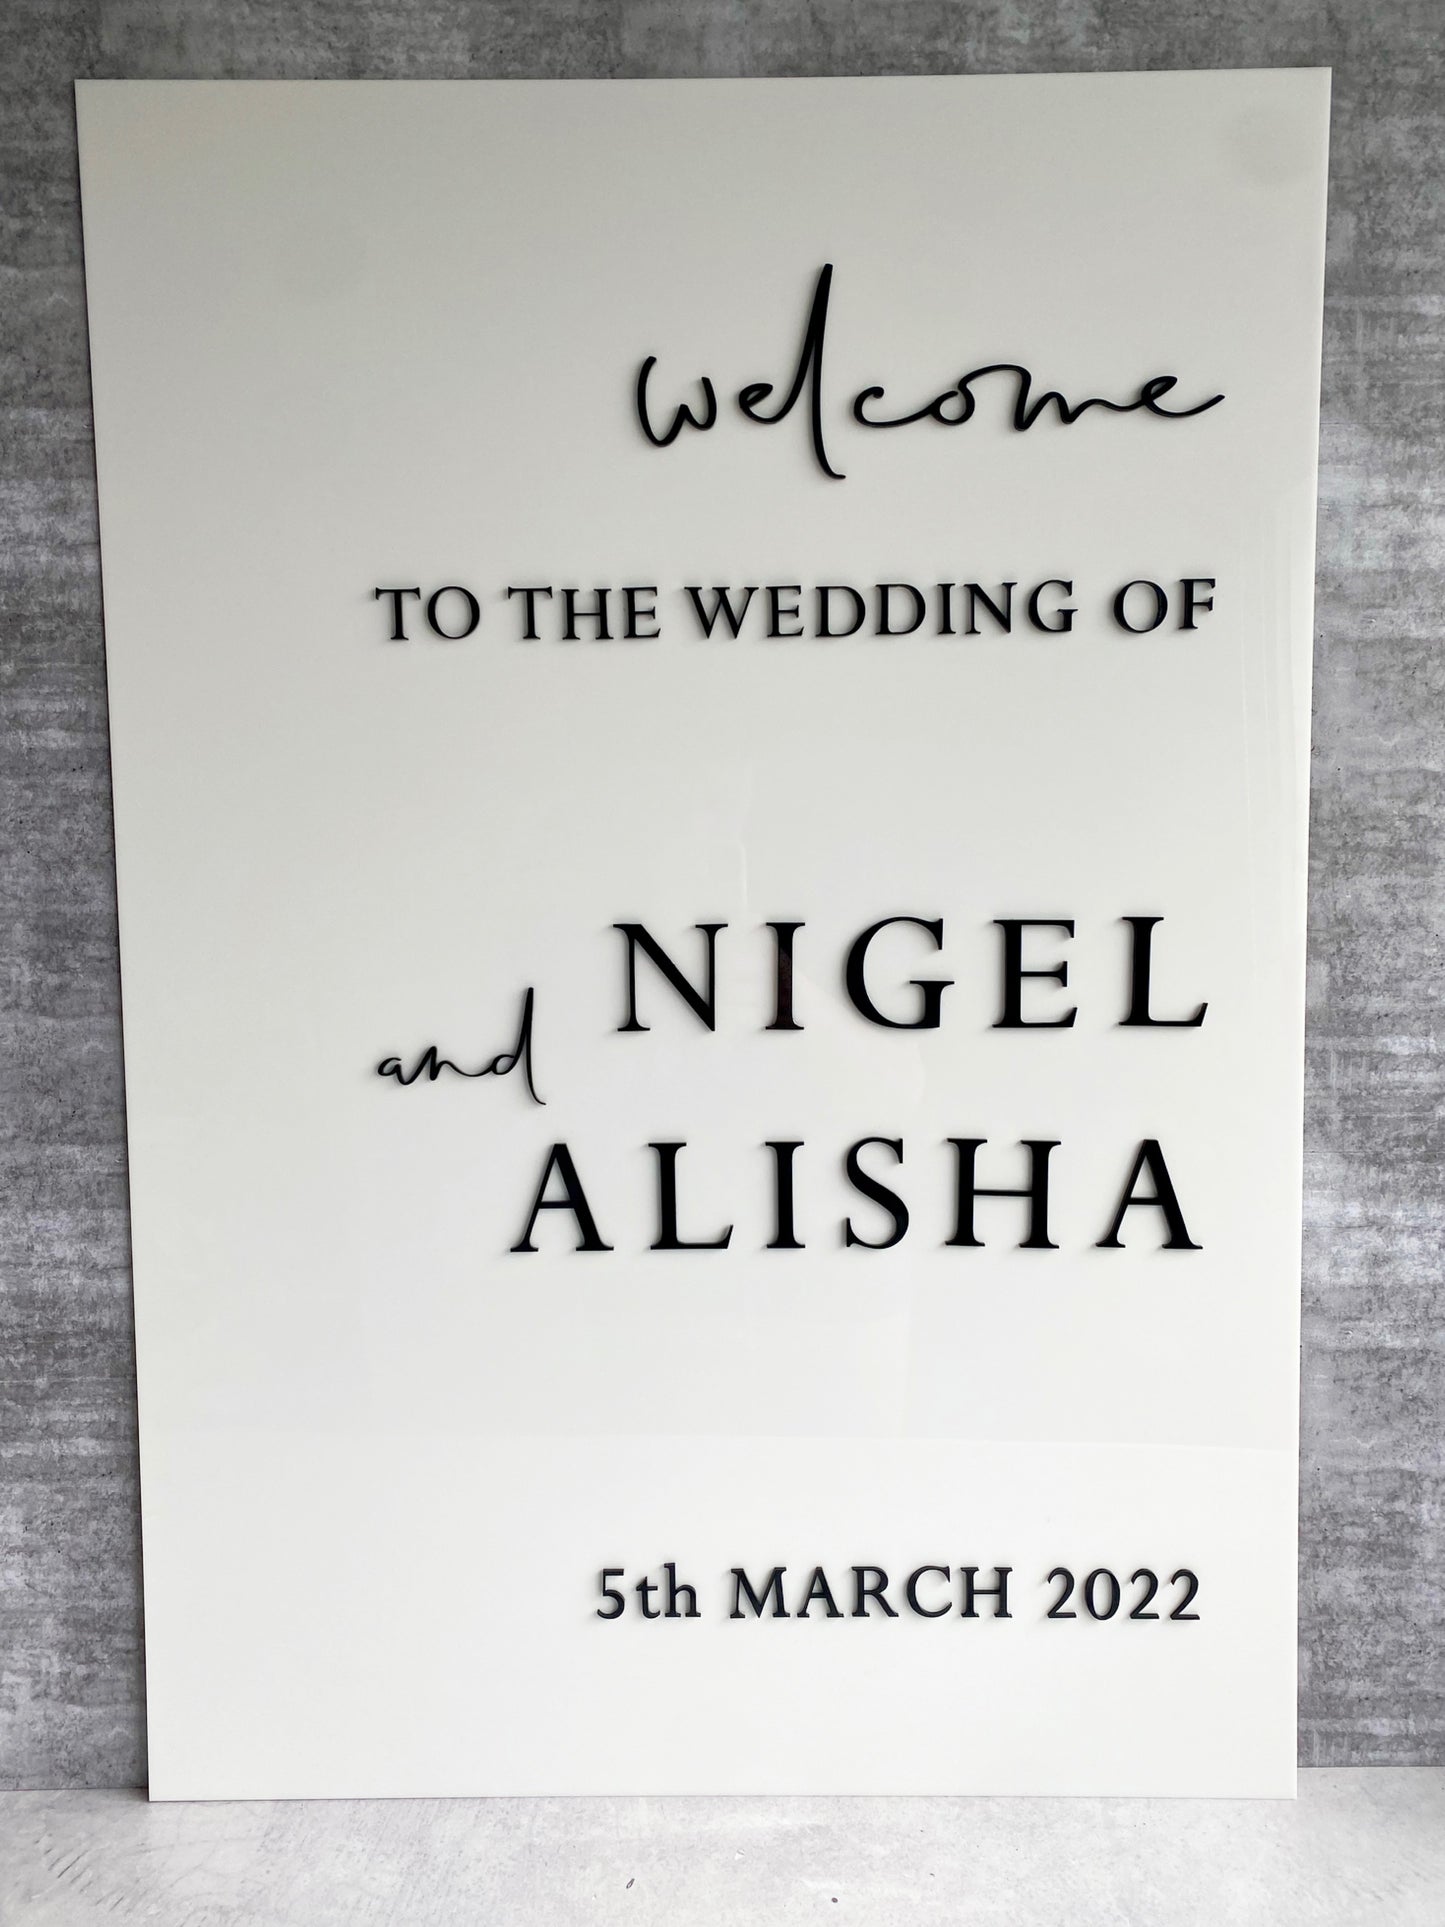 welcome
TO THE WEDDING OF
NIGEL
and
ALISHA
5th MARCH 2022